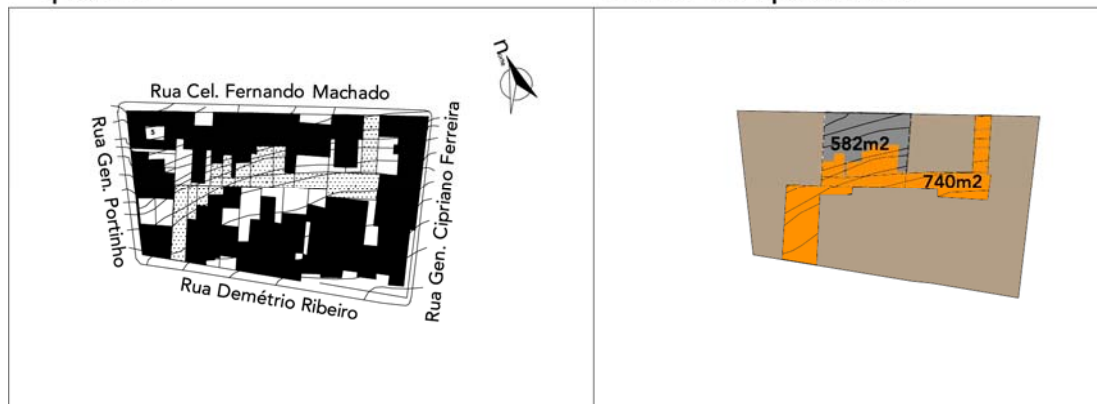 Rua Cel. Fernando Machado
Rua Gen. Portinho
Rua Gen. Cipriano Ferreira
Rua Demétrio Ribeiro
n
582m2
740m2